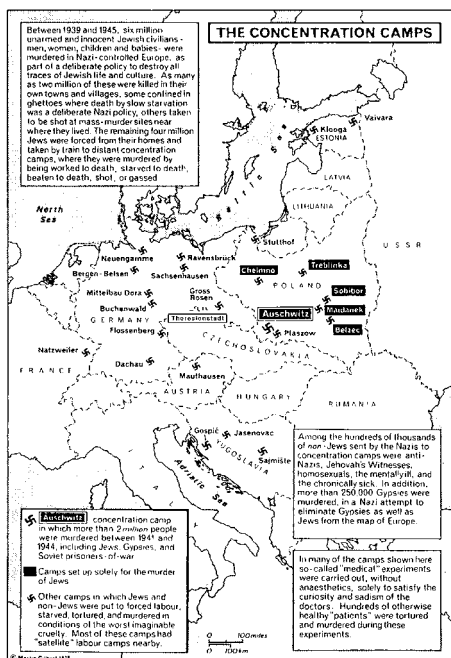 THE CONCENTRATION CAMPS
Between 1939 and 1945, six million
unarmed and innocent Jewish civilians -
men, women, children and babies - were
murdered in Nazi-controlled Europe, as
part of a deliberate policy to destroy all
traces of Jewish life and culture. As many
as two million of these were killed in their
own towns and villages, some confined in
ghettoes where death by slow starvation
was a deliberate Nazi policy, others taken
to be shot at mass-murder sites near
where they lived. The remaining four million
Jews were forced from their homes and
taken by train to distant concentration
camps, where they were murdered by
being worked to death, starved to death,
beaten to death, shot, or gassed
Baltic Sea
Vaivara
Klooga
ESTONIA
LATVIA
LITHUANIA
North
Sea
U S S R
Stutthof
Neuengamme
Ravensbrück
Bergen-Belsen
Sachsenhausen
Chelmno
Treblinka
POLAND
Sobibor
Mittelbau Dora
Gross
Rosen
Auschwitz
Maidanek
Buchenwald
Theresienstadt
Belzec
GERMANY
Plaszow
Flossenberg
CZECHOSLOVAKIA
Natzweiler
Dachau
Mauthausen
FRANCE
AUSTRIA
HUNGARY
RUMANIA
Gospić
Jasenovac
Sajmište
YUGOSLAVIA
Adriatic Sea
ITALY
Among the hundreds of thousands
of non-Jews sent by the Nazis to
concentration camps were anti-
Nazis, Jehovah's Witnesses,
homosexuals, the mentally ill, and
the chronically sick. In addition,
more than 250,000 Gypsies were
murdered, in a Nazi attempt to
eliminate Gypsies as well as
Jews from the map of Europe.
Auschwitz concentration camp
in which more than 2 million people
were murdered between 1941 and
1944, including Jews, Gypsies, and
Soviet prisoners-of-war
Camps set up solely for the murder
of Jews
Other camps in which Jews and
non-Jews were put to forced labour,
starved, tortured, and murdered in
conditions of the worst imaginable
cruelty. Most of these camps had
"satellite" labour camps nearby.
In many of the camps shown here
so-called "medical" experiments
were carried out, without
anaesthetics, solely to satisfy the
curiosity and sadism of the
doctors. Hundreds of otherwise
healthy "patients" were tortured
and murdered during these
experiments.
0 100 miles
0 100 km